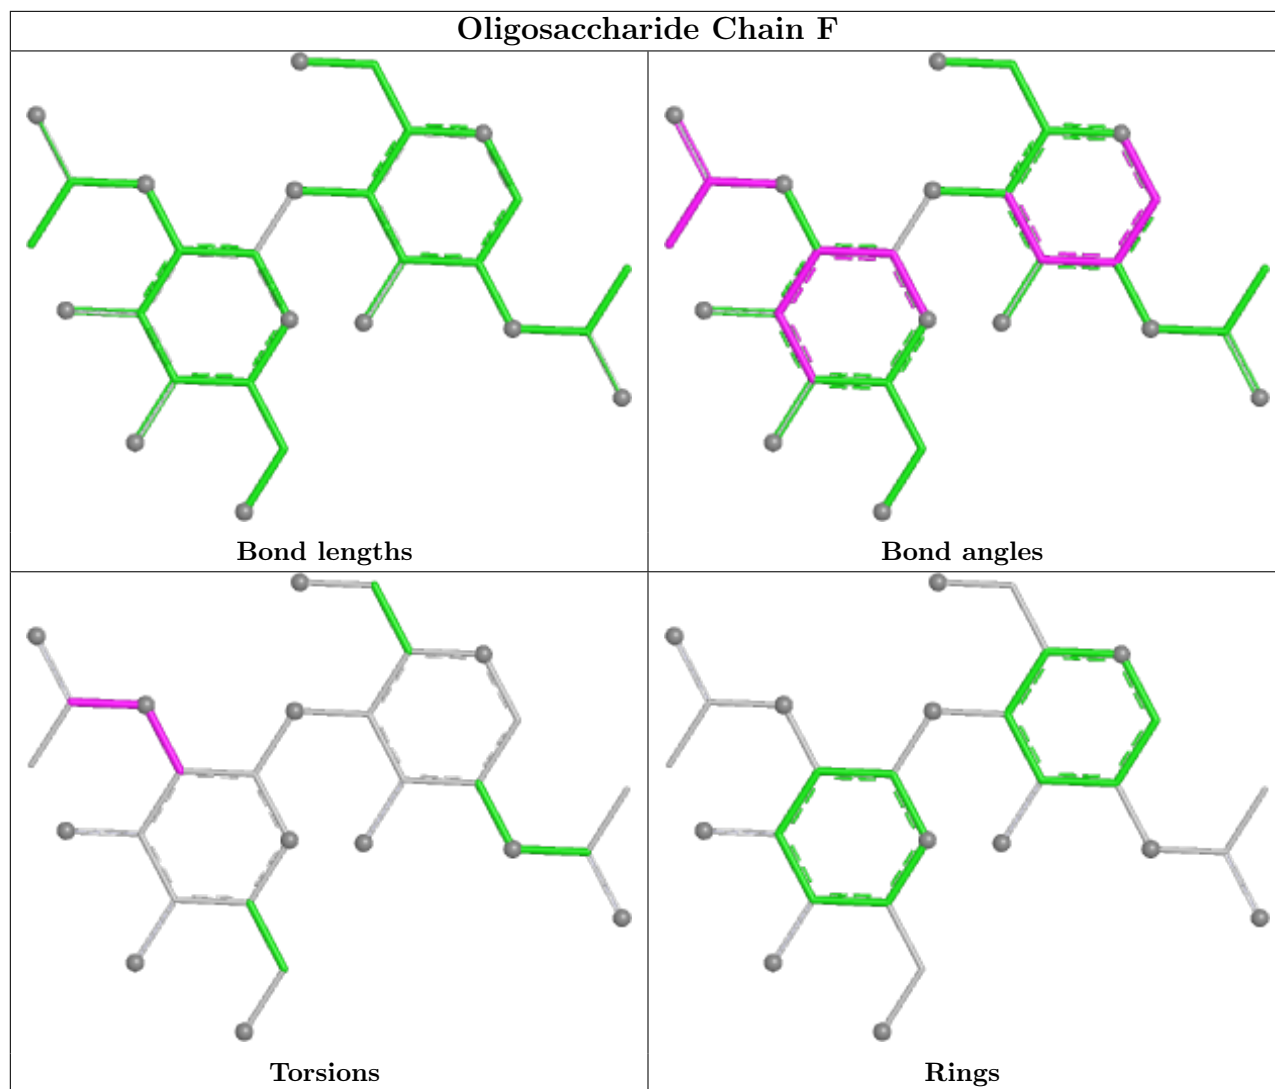 Oligosaccharide Chain F
Bond lengths
Bond angles
Torsions
Rings